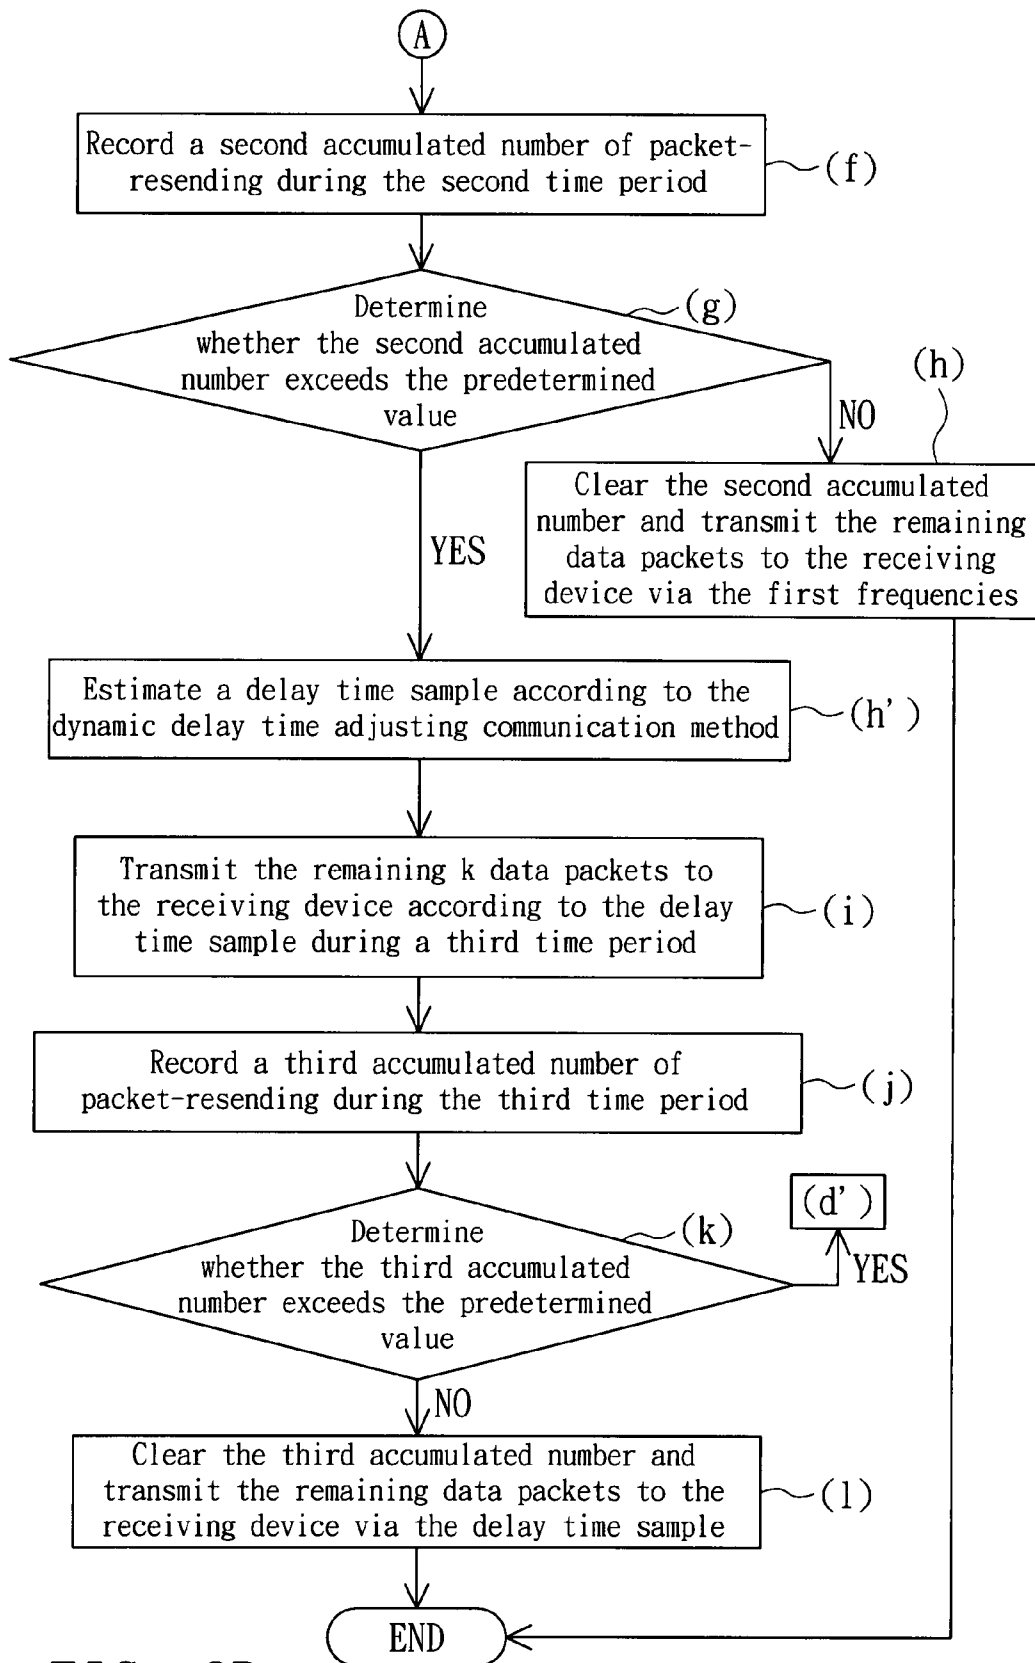 A
Record a second accumulated number of packet-
resending during the second time period
(f)
Determine
whether the second accumulated
number exceeds the predetermined
value
(g)
(h)
NO
Clear the second accumulated
number and transmit the remaining
data packets to the receiving
device via the first frequencies
YES
Estimate a delay time sample according to the
dynamic delay time adjusting communication method
(h')
Transmit the remaining k data packets to
the receiving device according to the delay
time sample during a third time period
(i)
Record a third accumulated number of
packet-resending during the third time period
(j)
Determine
whether the third accumulated
number exceeds the predetermined
value
(k)
(d')
YES
NO
Clear the third accumulated number and
transmit the remaining data packets to the
receiving device via the delay time sample
(l)
END